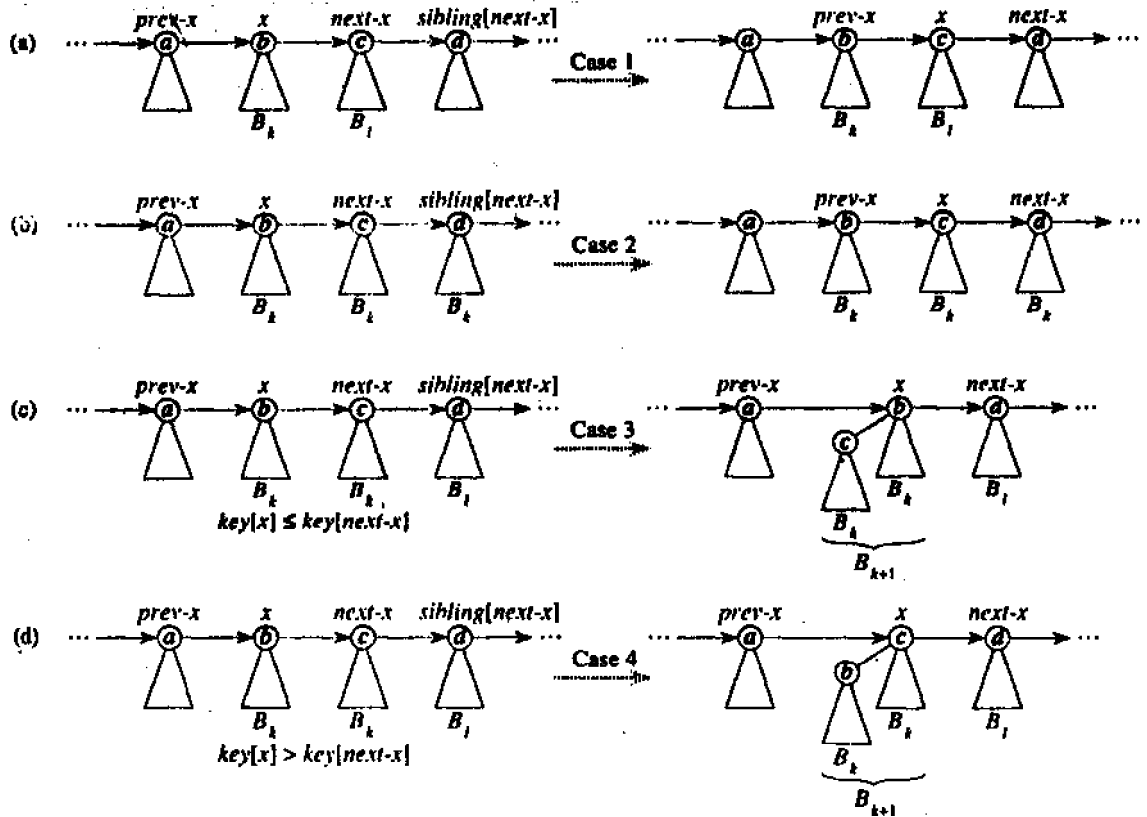 prev-x x next-x sibling[next-x] prev-x x next-x
(a) ... a b c d ... Case 1 ... a b c d ...
B_k B_l B_k B_l
prev-x x next-x sibling[next-x} prev-x x next-x
(b) ... a b c d ... Case 2 ... a b c d ...
B_k B_k B_k B_k B_k B_k
prev-x x next-x sibling[next-x] prev-x x next-x
(c) ... a b c d ... Case 3 ... a b d ...
c
B_k B_k B_l B_k B_l
key[x] ≤ key[next-x} B_k
B_k+1
prev-x x next-x sibling[next-x] prev-x x next-x
(d) ... a b c d ... Case 4 ... a c d ...
b
B_k B_k B_l B_k B_l
key[x] > key[next-x] B_k
B_k+1